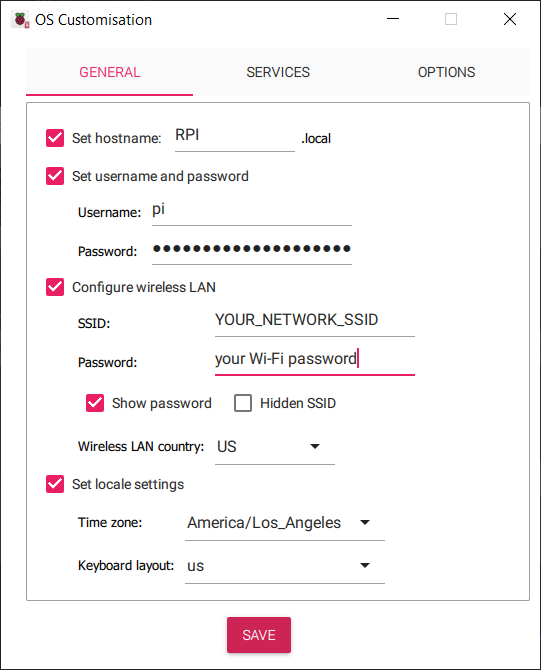 OS Customisation
GENERAL SERVICES OPTIONS
Set hostname: RPI .local
Set username and password
Username: pi
Password: ••••••••••••••••••••
Configure wireless LAN
SSID: YOUR_NETWORK_SSID
Password: your Wi-Fi password
Show password Hidden SSID
Wireless LAN country: US
Set locale settings
Time zone: America/Los_Angeles
Keyboard layout: us
SAVE